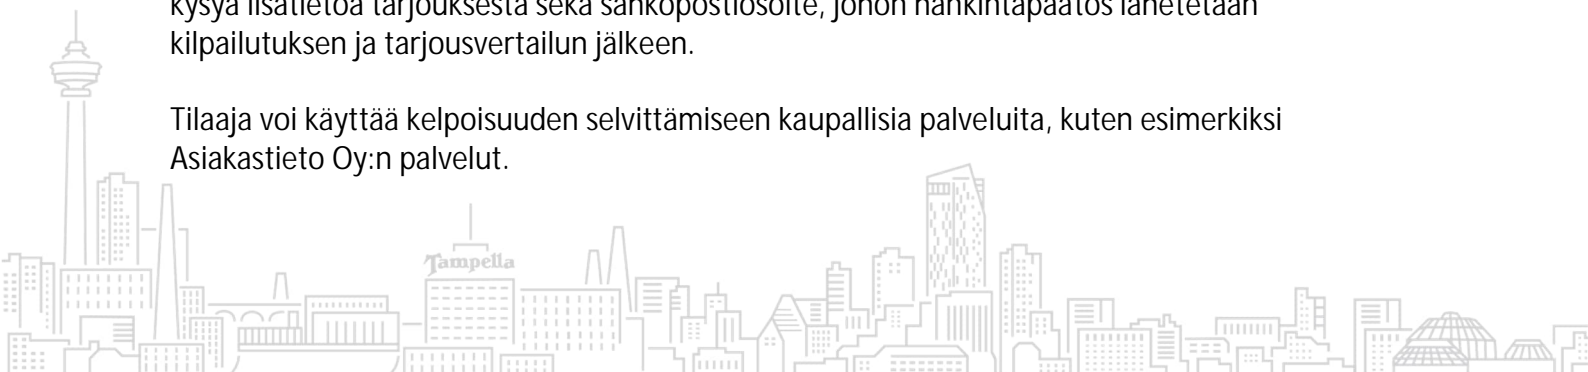 kysyä lisätietoa tarjouksesta sekä sähköpostiosoite, johon hankintapäätös lähetetään
kilpailutuksen ja tarjousvertailun jälkeen.
Tilaaja voi käyttää kelpoisuuden selvittämiseen kaupallisia palveluita, kuten esimerkiksi
Asiakastieto Oy:n palvelut.
Tampella